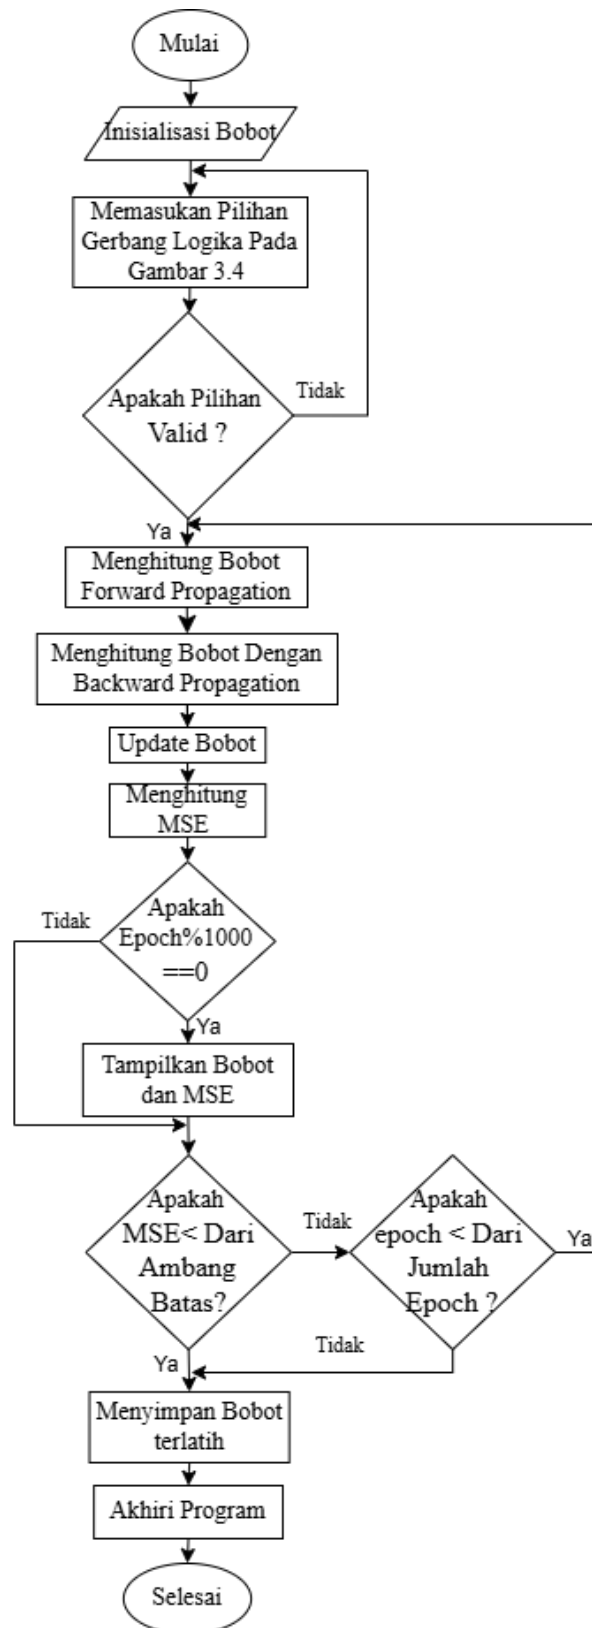 Mulai
Inisialisasi Bobot
Memasukan Pilihan
Gerbang Logika Pada
Gambar 3.4
Apakah Pilihan
Valid ?
Tidak
Ya
Menghitung Bobot
Forward Propagation
Menghitung Bobot Dengan
Backward Propagation
Update Bobot
Menghitung
MSE
Apakah
Epoch%1000
==0
Tidak
Ya
Tampilkan Bobot
dan MSE
Apakah
MSE< Dari
Ambang
Batas?
Tidak
Apakah
epoch < Dari
Jumlah
Epoch ?
Ya
Tidak
Ya
Menyimpan Bobot
terlatih
Akhiri Program
Selesai